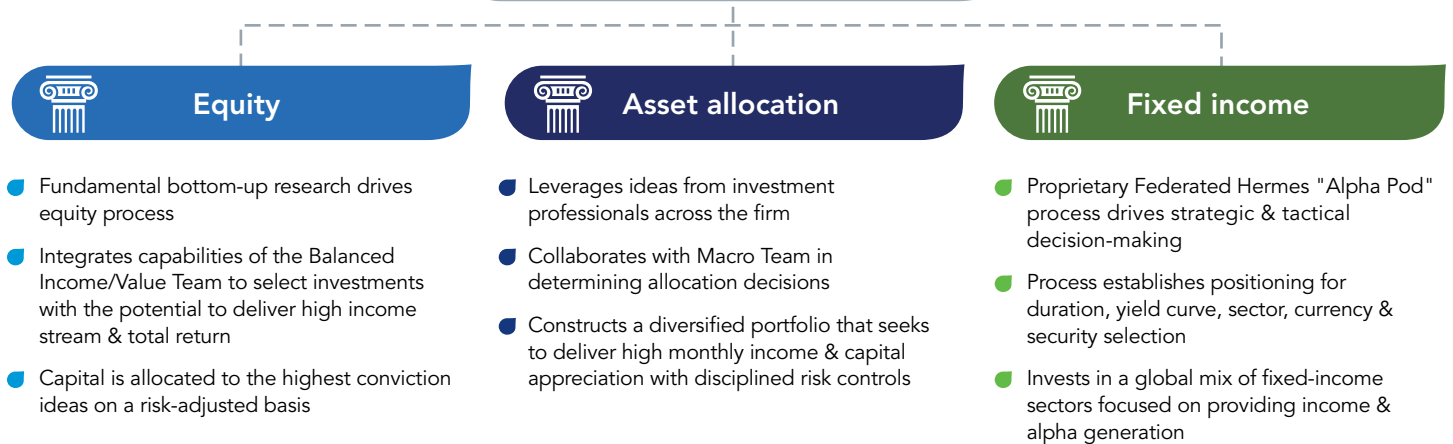 Equity
Fundamental bottom-up research drives
equity process
Integrates capabilities of the Balanced
Income/Value Team to select investments
with the potential to deliver high income
stream & total return
Capital is allocated to the highest conviction
ideas on a risk-adjusted basis
Asset allocation
Leverages ideas from investment
professionals across the firm
Collaborates with Macro Team in
determining allocation decisions
Constructs a diversified portfolio that seeks
to deliver high monthly income & capital
appreciation with disciplined risk controls
Fixed income
Proprietary Federated Hermes "Alpha Pod"
process drives strategic & tactical
decision-making
Process establishes positioning for
duration, yield curve, sector, currency &
security selection
Invests in a global mix of fixed-income
sectors focused on providing income &
alpha generation